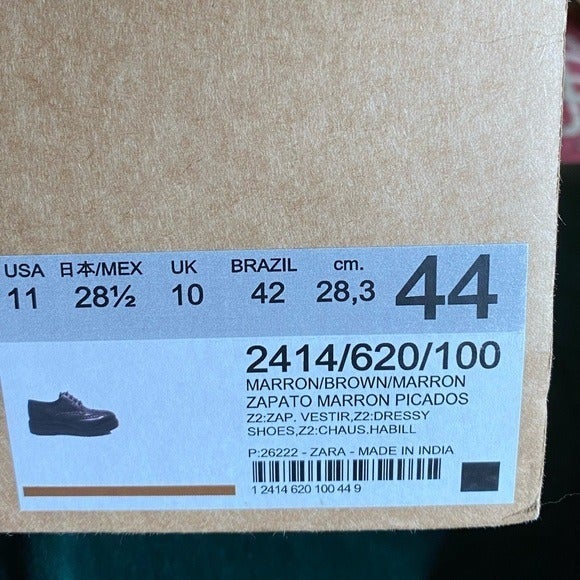 USA 日本/MEX UK BRAZIL cm.
11 28½ 10 42 28,3 44
2414/620/100
MARRON/BROWN/MARRON
ZAPATO MARRON PICADOS
Z2:ZAP. VESTIR,Z2:DRESSY
SHOES,Z2:CHAUS.HABILL
P:26222 - ZARA - MADE IN INDIA
1 2414 620 100 44 9